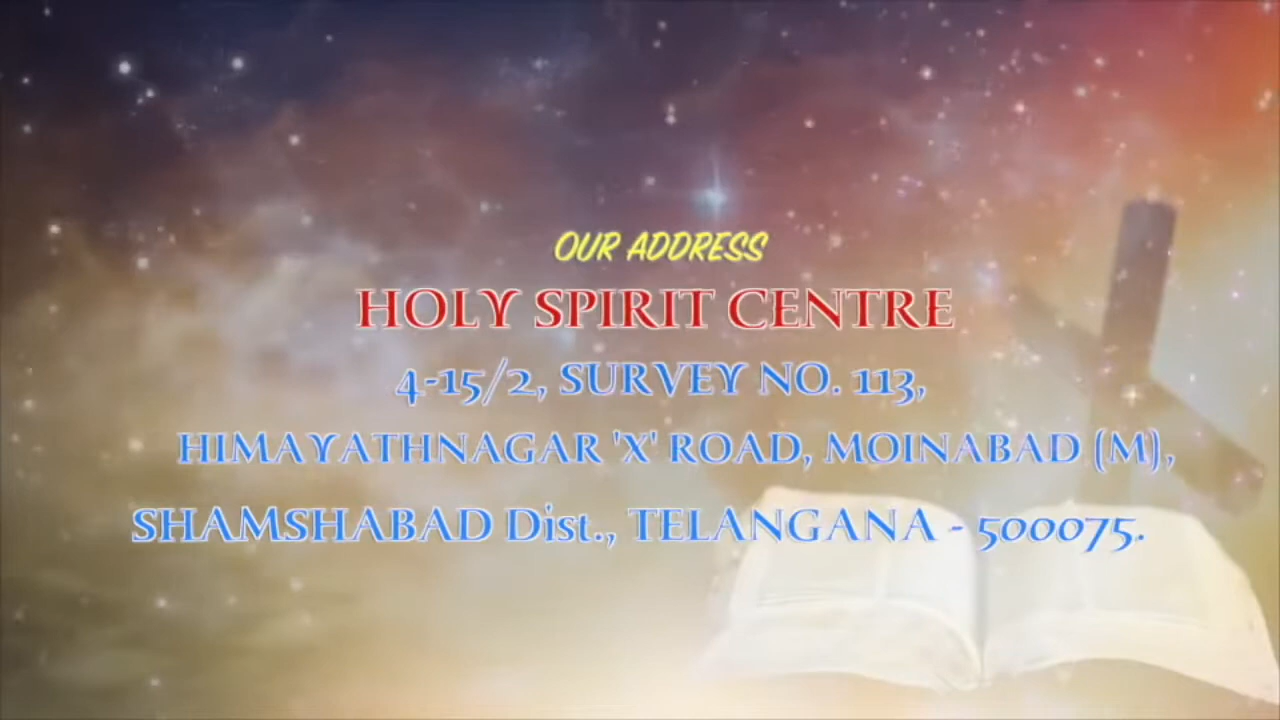 OUR ADDRESS
HOLY SPIRIT CENTRE
4-15/2, SURVEY NO. 113,
HIMAYATHNAGAR 'X' ROAD, MOINABAD (M),
SHAMSHABAD Dist., TELANGANA - 500075.